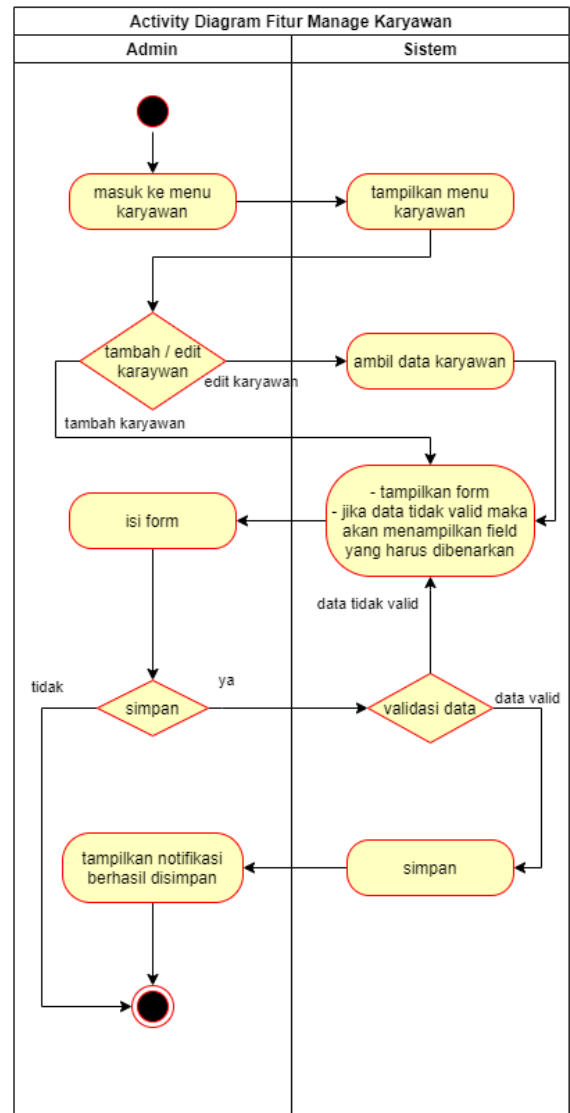 Activity Diagram Fitur Manage Karyawan
Admin
Sistem
masuk ke menu
karyawan
tampilkan menu
karyawan
tambah / edit
karaywan
edit karyawan
ambil data karyawan
tambah karyawan
- tampilkan form
- jika data tidak valid maka
akan menampilkan field
yang harus dibenarkan
isi form
data tidak valid
tidak
simpan
ya
validasi data
data valid
simpan
tampilkan notifikasi
berhasil disimpan